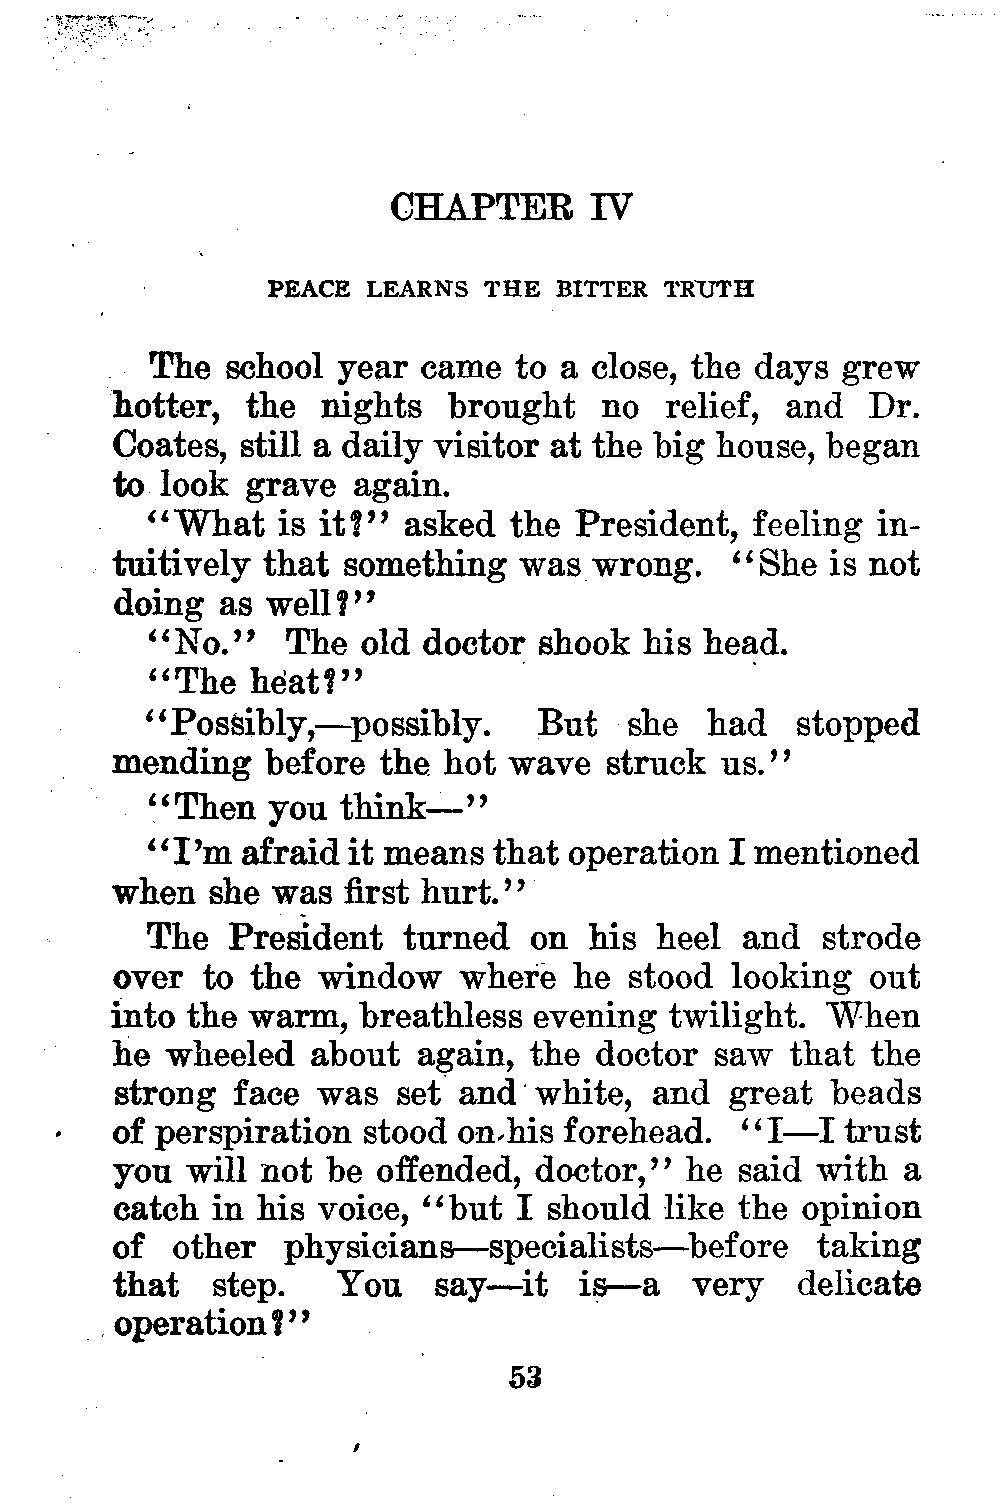 CHAPTER IV
PEACE LEARNS THE BITTER TRUTH
The school year came to a close, the days grew
hotter, the nights brought no relief, and Dr.
Coates, still a daily visitor at the big house, began
to look grave again.
“What is it?” asked the President, feeling in-
tuitively that something was wrong. “She is not
doing as well?”
“No.” The old doctor shook his head.
“The heat?”
“Possibly,—possibly. But she had stopped
mending before the hot wave struck us.”
“Then you think—”
“I’m afraid it means that operation I mentioned
when she was first hurt.”
The President turned on his heel and strode
over to the window where he stood looking out
into the warm, breathless evening twilight. When
he wheeled about again, the doctor saw that the
strong face was set and white, and great beads
of perspiration stood on his forehead. “I—I trust
you will not be offended, doctor,” he said with a
catch in his voice, “but I should like the opinion
of other physicians—specialists—before taking
that step. You say—it is—a very delicate
operation?”
53